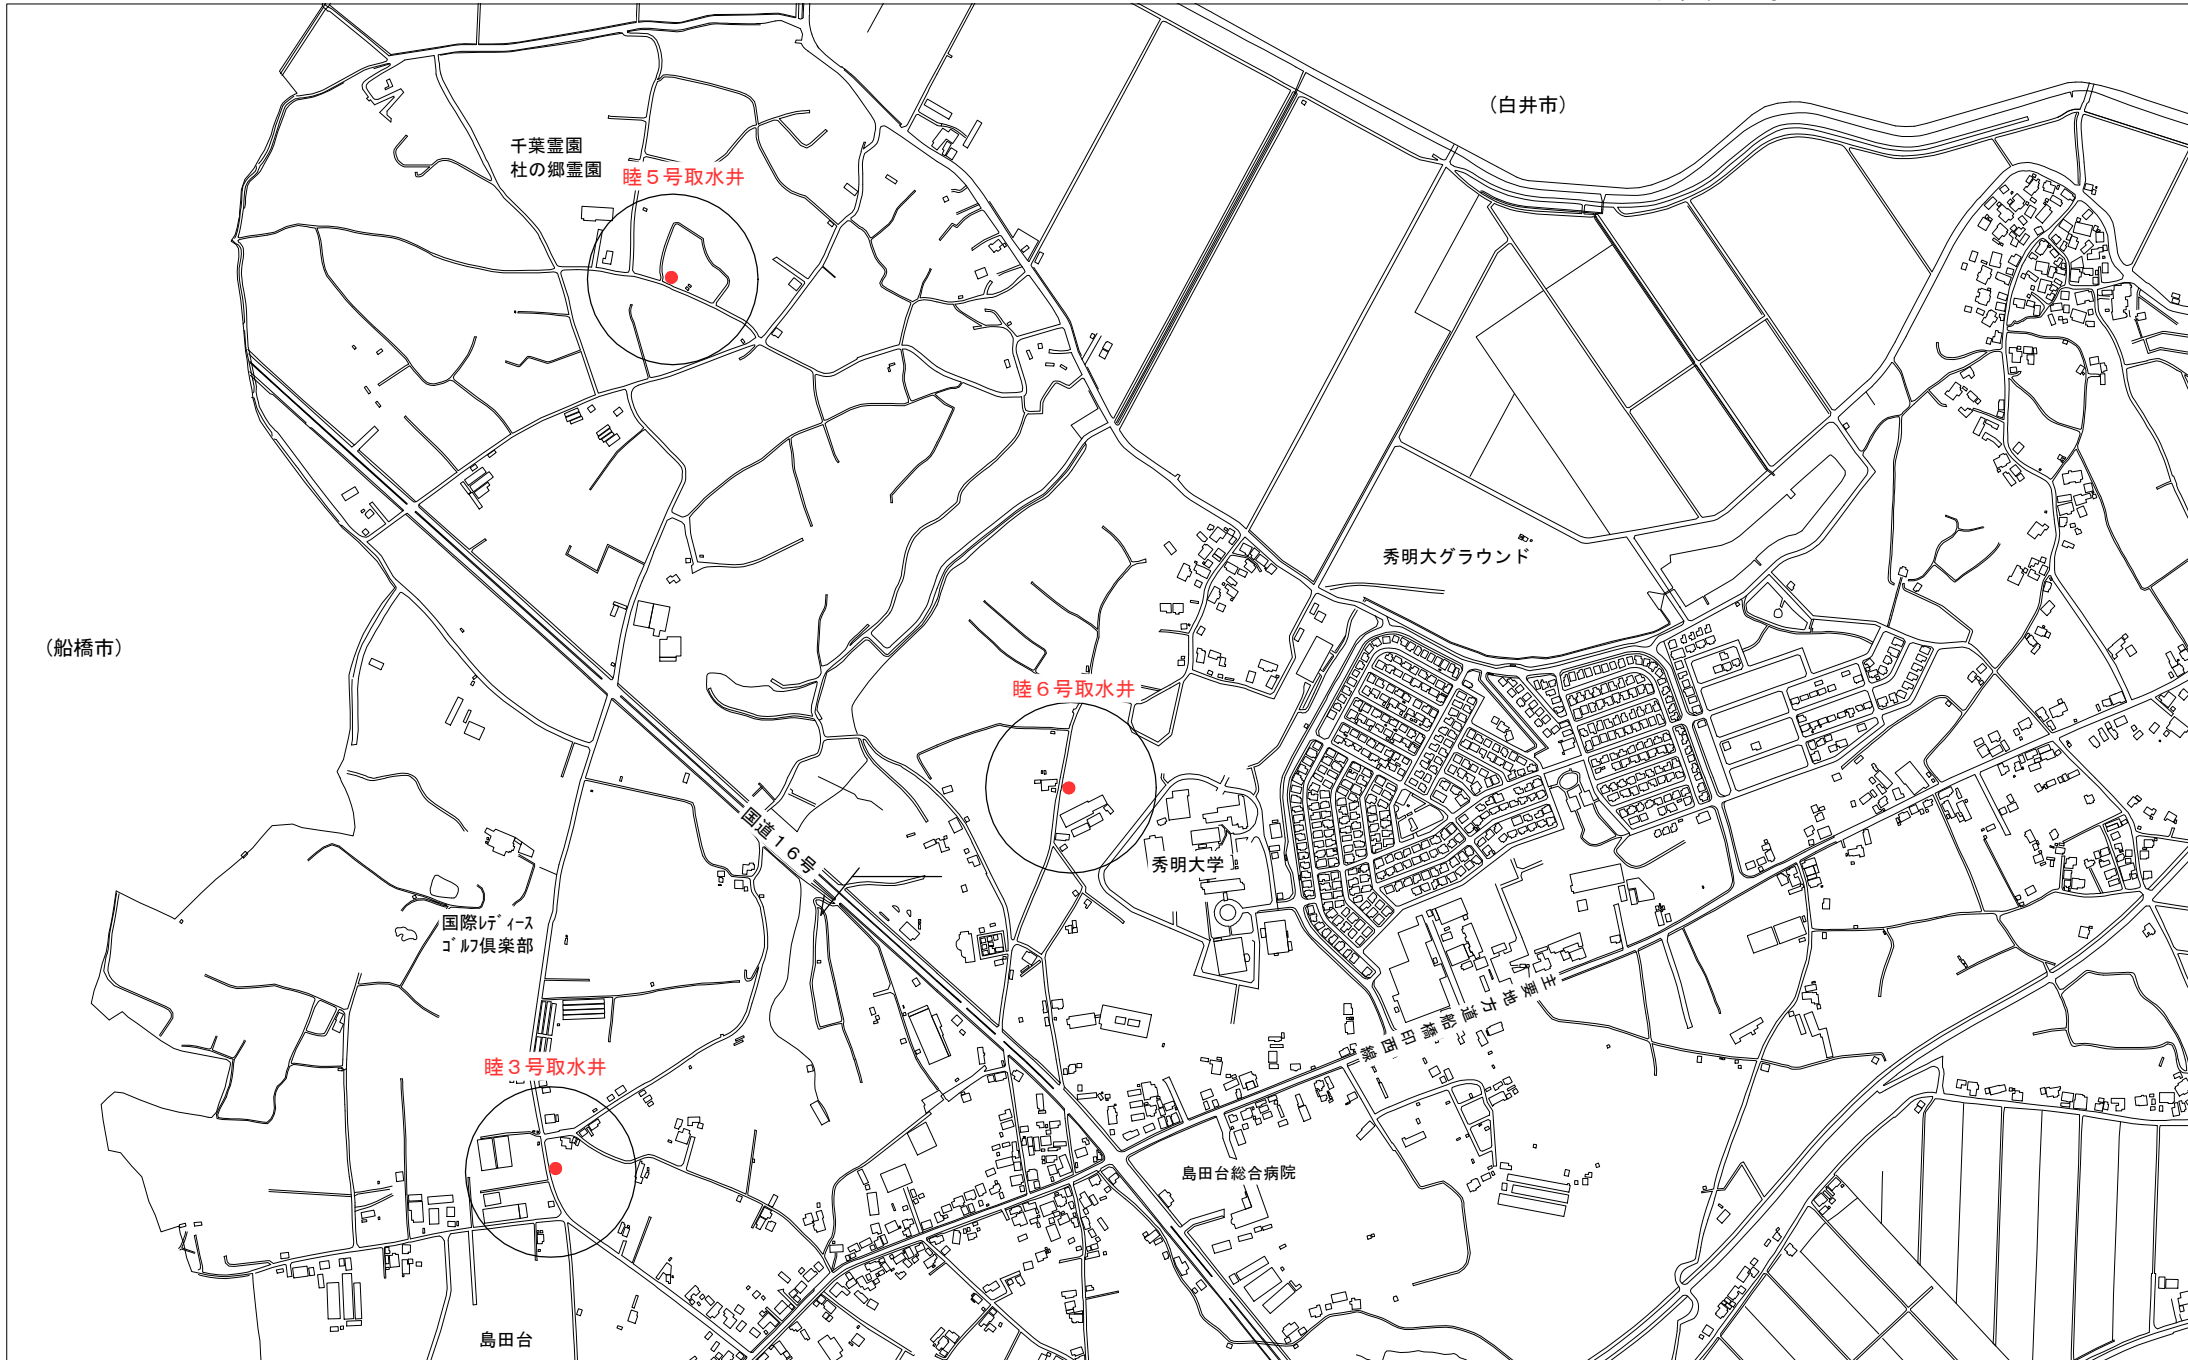 (白井市)
千葉霊園
杜の郷霊園
睦5号取水井
秀明大グラウンド
(船橋市)
睦6号取水井
国道16号
秀明大学
国際レディース
ゴルフ倶楽部
主要地方道船橋印西線
睦3号取水井
島田台総合病院
島田台